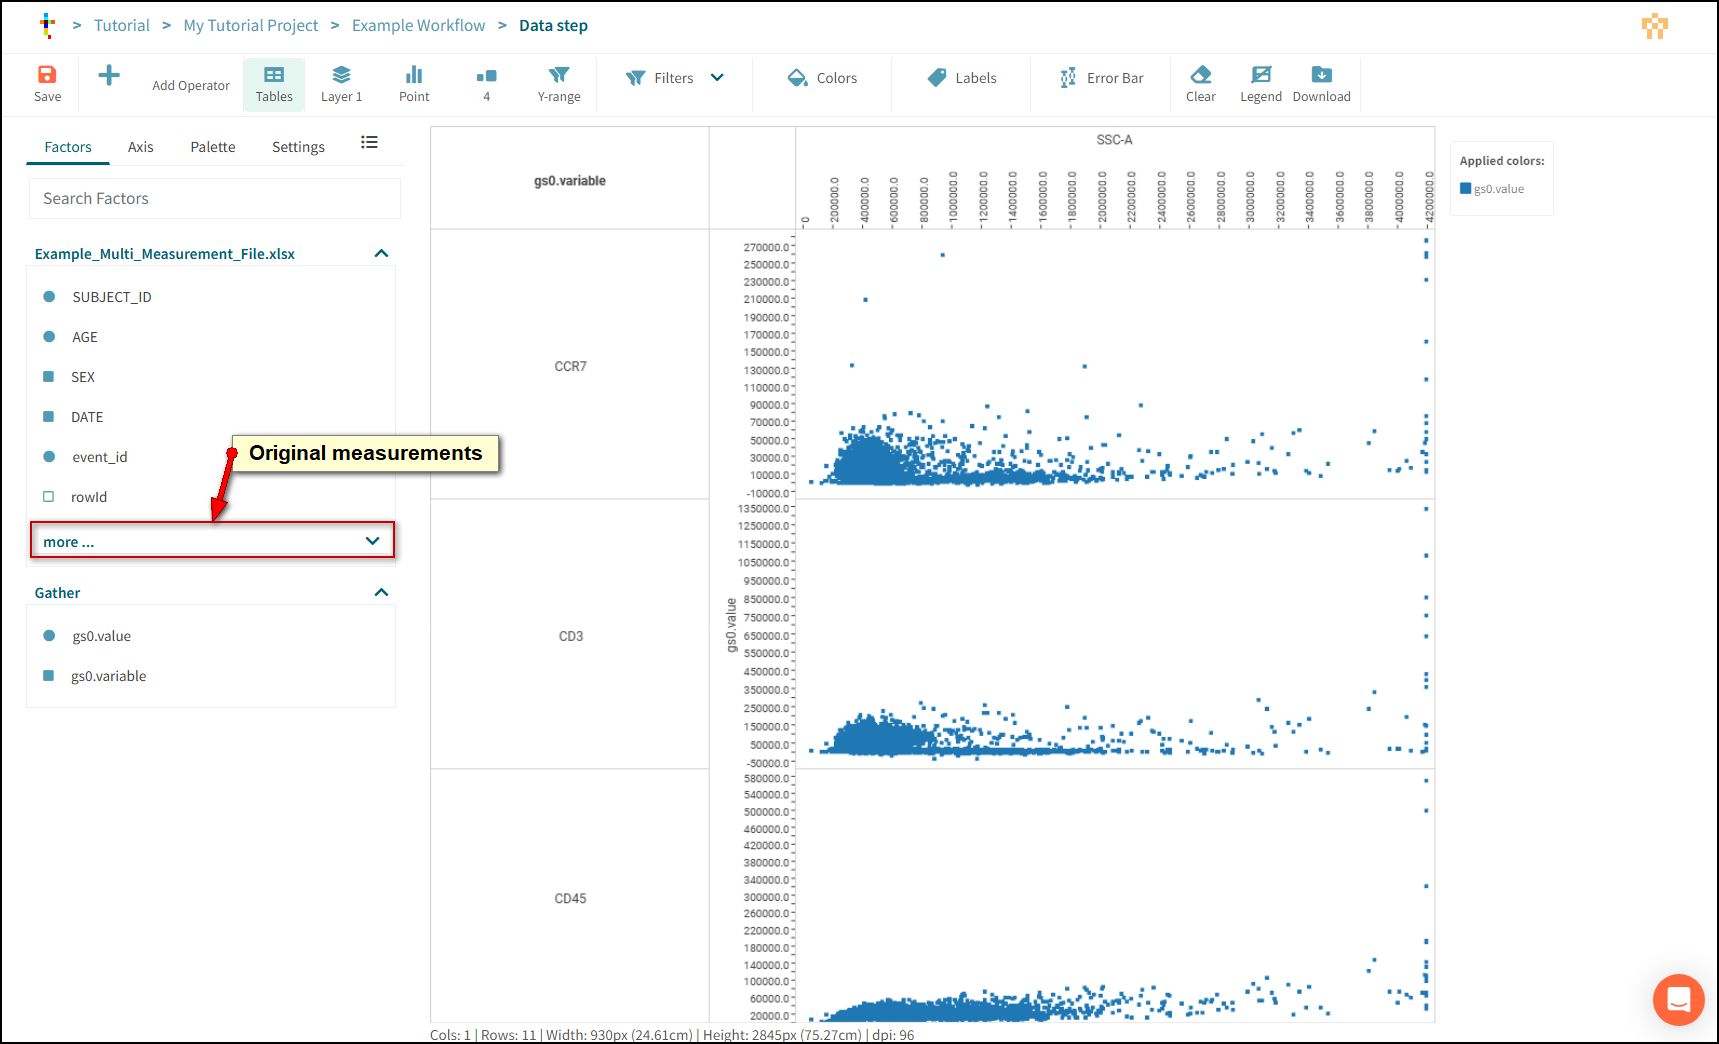 > Tutorial > My Tutorial Project > Example Workflow > Data step
Save
Add Operator
Tables
Layer 1
Point
4
Y-range
Filters
Colors
Labels
Error Bar
Clear
Legend
Download
Factors Axis Palette Settings
Search Factors
Example_Multi_Measurement_File.xlsx
SUBJECT_ID
AGE
SEX
DATE
event_id
rowId
more ...
Original measurements
Gather
gs0.value
gs0.variable
gs0.variable
SSC-A
0
200000.0
400000.0
600000.0
800000.0
1000000.0
1200000.0
1400000.0
1600000.0
1800000.0
2000000.0
2200000.0
2400000.0
2600000.0
2800000.0
3000000.0
3200000.0
3400000.0
3600000.0
3800000.0
4000000.0
4200000.0
gs0.value
CCR7
270000.0
250000.0
230000.0
210000.0
190000.0
170000.0
150000.0
130000.0
110000.0
90000.0
70000.0
50000.0
30000.0
10000.0
-10000.0
CD3
1350000.0
1250000.0
1150000.0
1050000.0
950000.0
850000.0
750000.0
650000.0
550000.0
450000.0
350000.0
250000.0
150000.0
50000.0
-50000.0
CD45
580000.0
540000.0
500000.0
460000.0
420000.0
380000.0
340000.0
300000.0
260000.0
220000.0
180000.0
140000.0
100000.0
60000.0
20000.0
Applied colors:
gs0.value
Cols: 1 | Rows: 11 | Width: 930px (24.61cm) | Height: 2845px (75.27cm) | dpi: 96